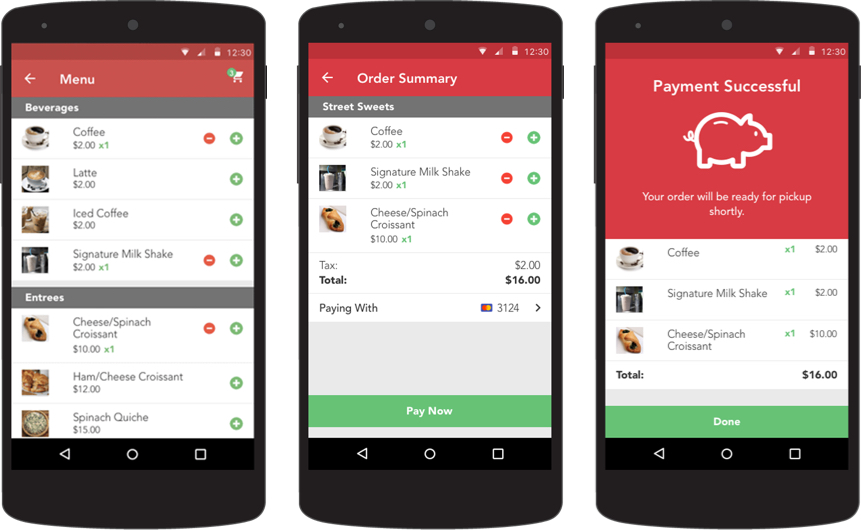 12:30
Menu
3
Beverages
Coffee
$2.00 x1
Latte
$2.00
Iced Coffee
$2.00
Signature Milk Shake
$2.00 x1
Entrees
Cheese/Spinach
Croissant
$10.00 x1
Ham/Cheese Croissant
$12.00
Spinach Quiche
$15.00
12:30
Order Summary
Street Sweets
Coffee
$2.00 x1
Signature Milk Shake
$2.00 x1
Cheese/Spinach
Croissant
$10.00 x1
Tax: $2.00
Total: $16.00
Paying With 3124
Pay Now
12:30
Payment Successful
Your order will be ready for pickup
shortly.
Coffee x1 $2.00
Signature Milk Shake x1 $2.00
Cheese/Spinach x1 $10.00
Croissant
Total: $16.00
Done